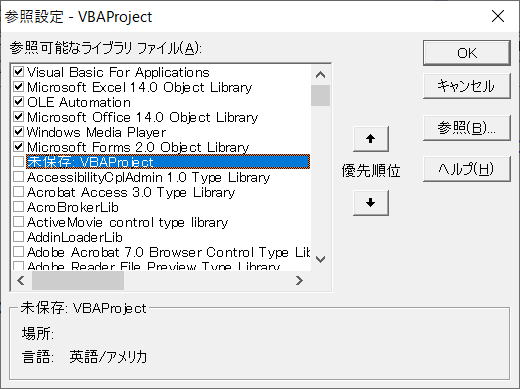 参照設定 - VBAProject
参照可能なライブラリ ファイル(A):
Visual Basic For Applications
Microsoft Excel 14.0 Object Library
OLE Automation
Microsoft Office 14.0 Object Library
Windows Media Player
Microsoft Forms 2.0 Object Library
未保存: VBAProject
AccessibilityCplAdmin 1.0 Type Library
Acrobat Access 3.0 Type Library
AcroBrokerLib
ActiveMovie control type library
AddinLoaderLib
Adobe Acrobat 7.0 Browser Control Type Lib
Adobe Reader File Preview Type Library
優先順位
OK
キャンセル
参照(B)...
ヘルプ(H)
未保存: VBAProject
場所:
言語: 英語/アメリカ